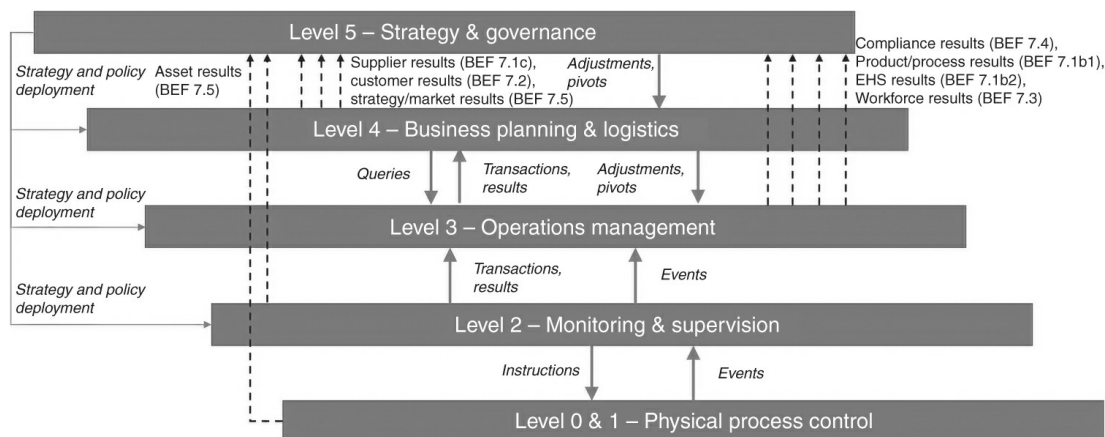 Level 5 – Strategy & governance
Strategy and policy
deployment
Asset results
(BEF 7.5)
Supplier results (BEF 7.1c),
customer results (BEF 7.2),
strategy/market results (BEF 7.5)
Adjustments,
pivots
Compliance results (BEF 7.4),
Product/process results (BEF 7.1b1),
EHS results (BEF 7.1b2),
Workforce results (BEF 7.3)
Level 4 – Business planning & logistics
Strategy and policy
deployment
Queries
Transactions,
results
Adjustments,
pivots
Level 3 – Operations management
Strategy and policy
deployment
Transactions,
results
Events
Level 2 – Monitoring & supervision
Instructions
Events
Level 0 & 1 – Physical process control